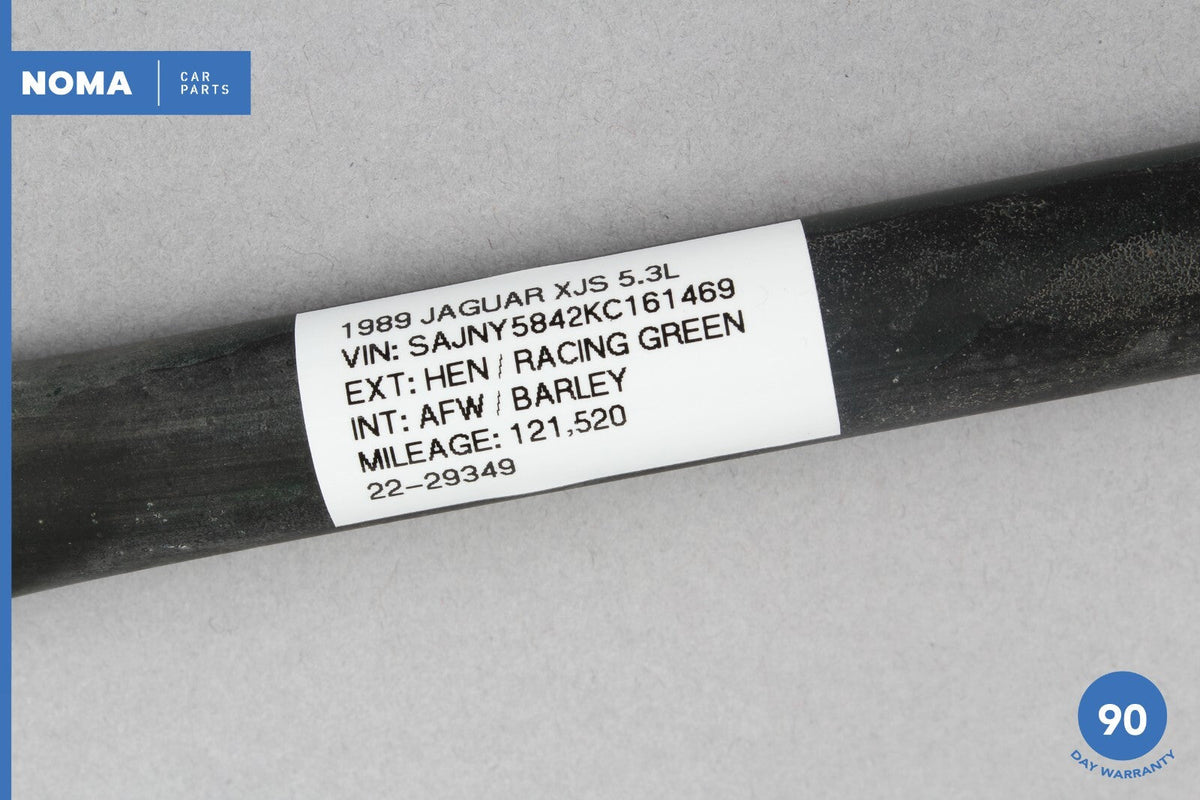 NOMA
CAR
PARTS
1989 JAGUAR XJS 5.3L
VIN: SAJNY5842KC161469
EXT: HEN / RACING GREEN
INT: AFW / BARLEY
MILEAGE: 121,520
22-29349
90
DAY WARRANTY